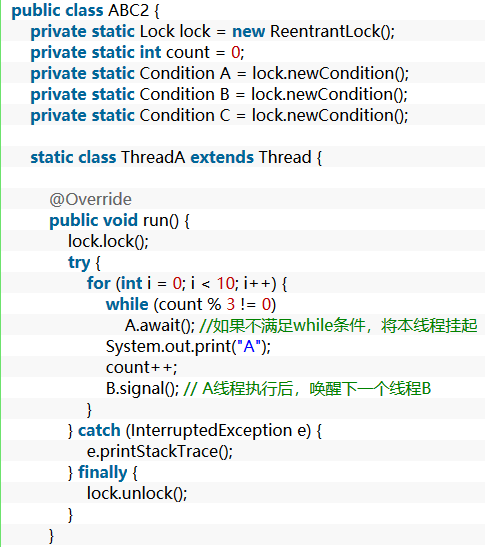 public class ABC2 {
private static Lock lock = new ReentrantLock();
private static int count = 0;
private static Condition A = lock.newCondition();
private static Condition B = lock.newCondition();
private static Condition C = lock.newCondition();
static class ThreadA extends Thread {
@Override
public void run() {
lock.lock();
try {
for (int i = 0; i < 10; i++) {
while (count % 3 != 0)
A.await(); //如果不满足while条件，将本线程挂起
System.out.print("A");
count++;
B.signal(); // A线程执行后，唤醒下一个线程B
}
} catch (InterruptedException e) {
e.printStackTrace();
} finally {
lock.unlock();
}
}